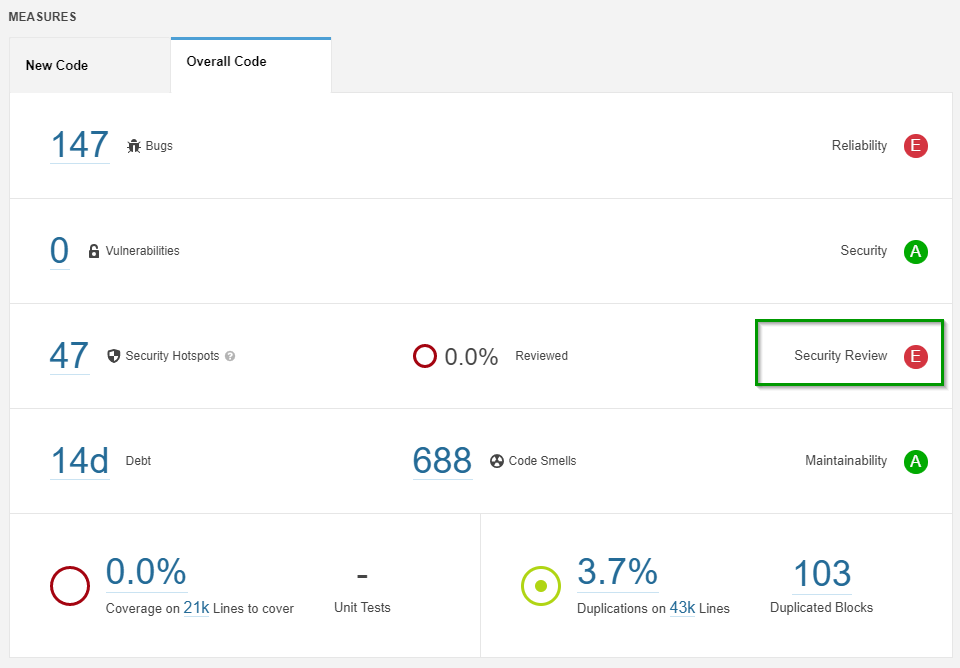 MEASURES
New Code
Overall Code
147 Bugs Reliability E
0 Vulnerabilities Security A
47 Security Hotspots ? 0.0% Reviewed Security Review E
14d Debt 688 Code Smells Maintainability A
0.0% - 3.7% 103
Coverage on 21k Lines to cover Unit Tests Duplications on 43k Lines Duplicated Blocks